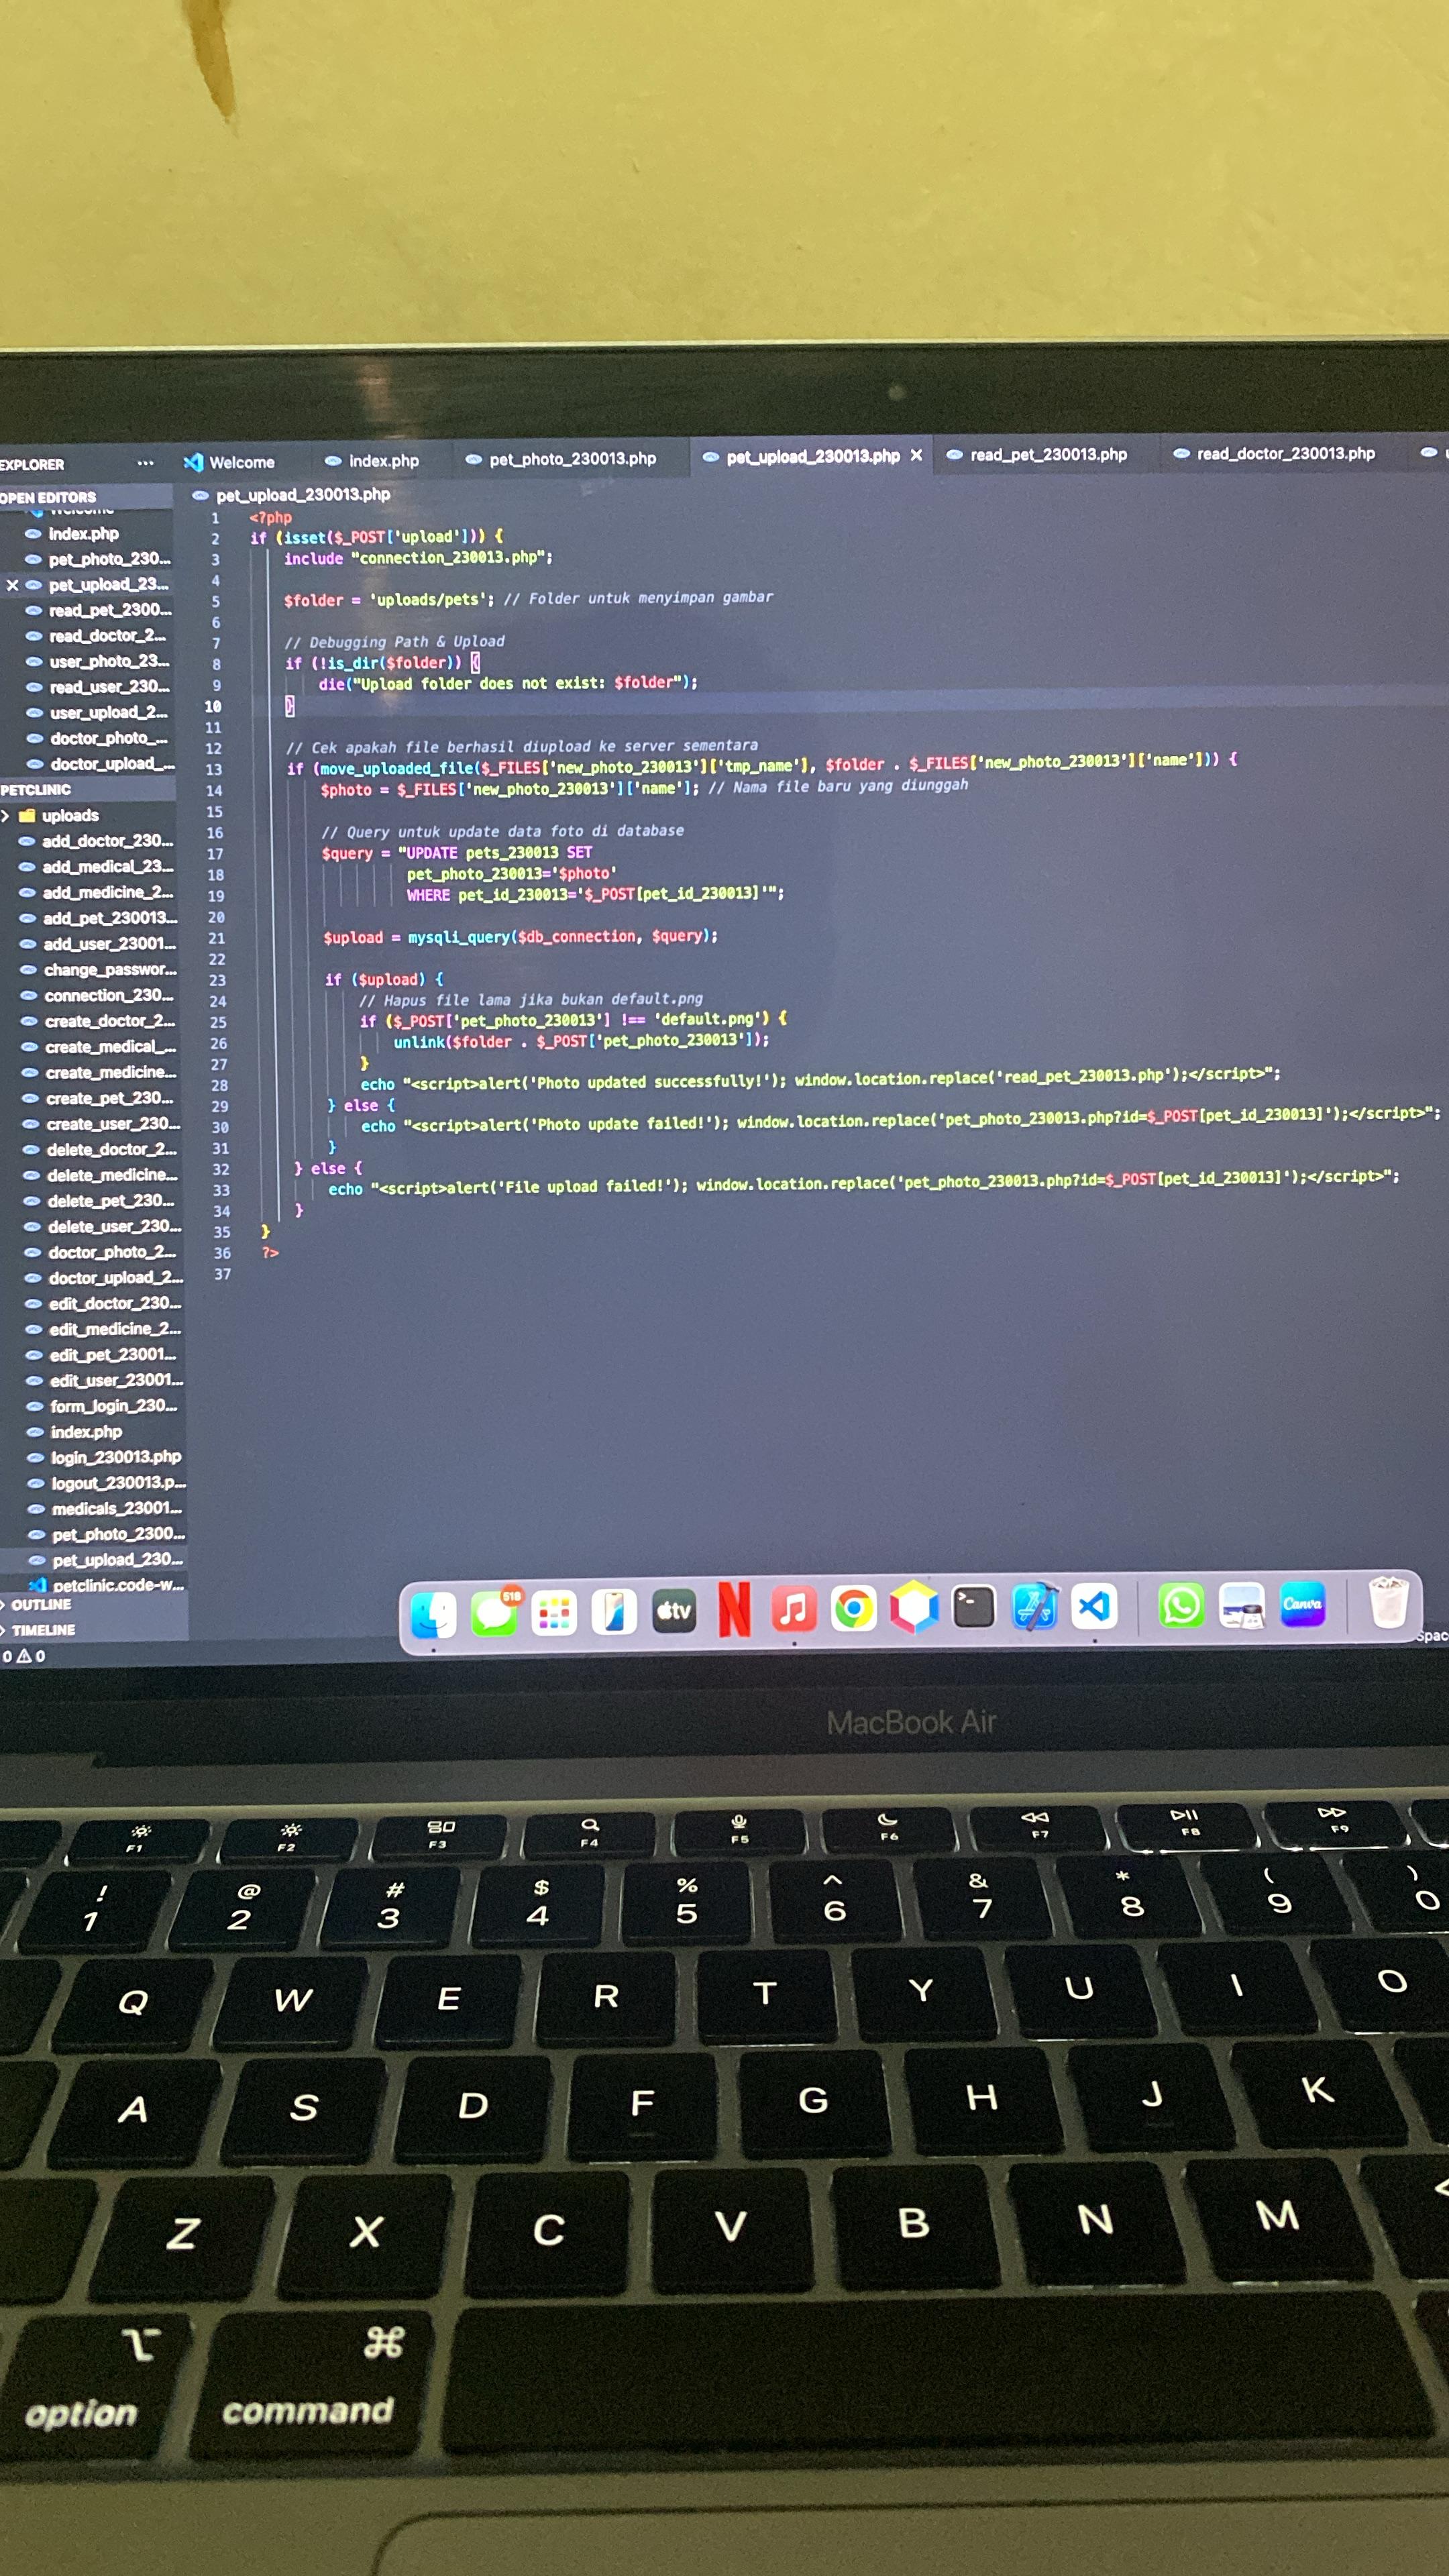 EXPLORER
Welcome
index.php
pet_photo_230013.php
pet_upload_230013.php
read_pet_230013.php
read_doctor_230013.php
OPEN EDITORS
Welcome
index.php
pet_photo_230...
pet_upload_23...
read_pet_2300...
read_doctor_2...
user_photo_23...
read_user_230...
user_upload_2...
doctor_photo_...
doctor_upload_...
PETCLINIC
uploads
add_doctor_230...
add_medical_23...
add_medicine_2...
add_pet_230013...
add_user_23001...
change_passwor...
connection_230...
create_doctor_2...
create_medical_...
create_medicine...
create_pet_230...
create_user_230...
delete_doctor_2...
delete_medicine...
delete_pet_230...
delete_user_230...
doctor_photo_2...
doctor_upload_2...
edit_doctor_230...
edit_medicine_2...
edit_pet_23001...
edit_user_23001...
form_login_230...
index.php
login_230013.php
logout_230013.p...
medicals_23001...
pet_photo_2300...
pet_upload_230...
petclinic.code-w...
OUTLINE
TIMELINE
0 0
pet_upload_230013.php
1 <?php
2 if (isset($_POST['upload'])) {
3 include "connection_230013.php";
4
5 $folder = 'uploads/pets'; // Folder untuk menyimpan gambar
6
7 // Debugging Path & Upload
8 if (!is_dir($folder)) {
9 die("Upload folder does not exist: $folder");
10 }
11
12 // Cek apakah file berhasil diupload ke server sementara
13 if (move_uploaded_file($_FILES['new_photo_230013']['tmp_name'], $folder . $_FILES['new_photo_230013']['name'])) {
14 $photo = $_FILES['new_photo_230013']['name']; // Nama file baru yang diunggah
15
16 // Query untuk update data foto di database
17 $query = "UPDATE pets_230013 SET
18 pet_photo_230013='$photo'
19 WHERE pet_id_230013='$_POST[pet_id_230013]'";
20
21 $upload = mysqli_query($db_connection, $query);
22
23 if ($upload) {
24 // Hapus file lama jika bukan default.png
25 if ($_POST['pet_photo_230013'] !== 'default.png') {
26 unlink($folder . $_POST['pet_photo_230013']);
27 }
28 echo "<script>alert('Photo updated successfully!'); window.location.replace('read_pet_230013.php');</script>";
29 } else {
30 echo "<script>alert('Photo update failed!'); window.location.replace('pet_photo_230013.php?id=$_POST[pet_id_230013]');</script>";
31 }
32 } else {
33 echo "<script>alert('File upload failed!'); window.location.replace('pet_photo_230013.php?id=$_POST[pet_id_230013]');</script>";
34 }
35 }
36 ?>
37
518
tv
N
Canva
Spac
MacBook Air
F1 F2 F3 F4 F5 F6 F7 F8 F9
! @ # $ % ^ & * ( )
1 2 3 4 5 6 7 8 9 0
Q W E R T Y U I O
A S D F G H J K
Z X C V B N M <
option command